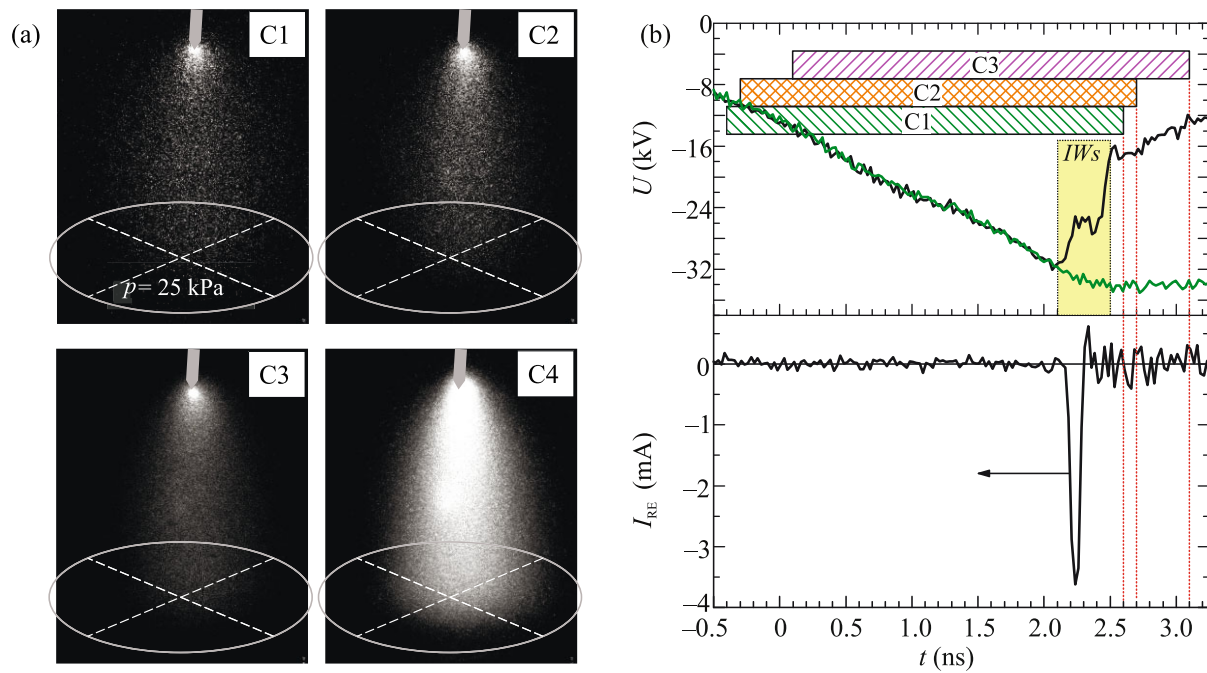 (a)
C1
C2
p= 25 kPa
C3
C4
(b)
0
−8
−16
−24
−32
U (kV)
C3
C2
C1
IWs
0
−1
−2
−3
−4
I_RE (mA)
−0.5 0 0.5 1.0 1.5 2.0 2.5 3.0
t (ns)